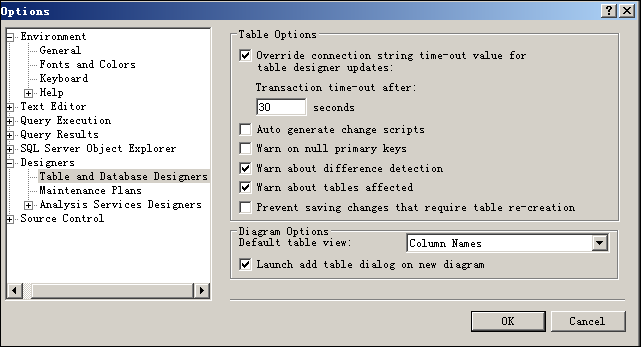 Options
Environment
General
Fonts and Colors
Keyboard
Help
Text Editor
Query Execution
Query Results
SQL Server Object Explorer
Designers
Table and Database Designers
Maintenance Plans
Analysis Services Designers
Source Control
Table Options
Override connection string time-out value for
table designer updates:
Transaction time-out after:
30 seconds
Auto generate change scripts
Warn on null primary keys
Warn about difference detection
Warn about tables affected
Prevent saving changes that require table re-creation
Diagram Options
Default table view: Column Names
Launch add table dialog on new diagram
OK Cancel